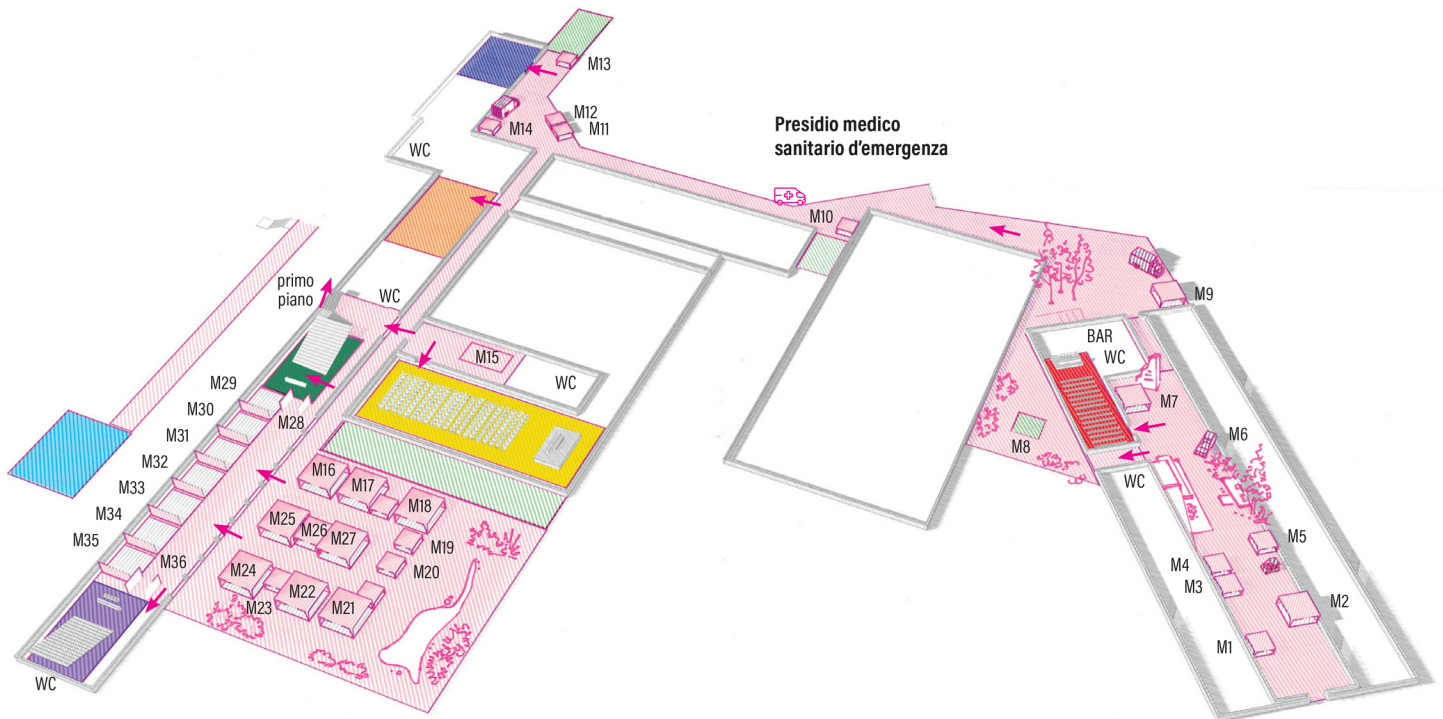 M13
M12
M11
M14
WC
Presidio medico
sanitario d'emergenza
M10
primo
piano
WC
M9
BAR
WC
M15
WC
M7
M8
M6
WC
M29
M30
M28
M31
M32
M33
M34
M35
M36
M16
M17
M18
M25
M26
M27
M19
M20
M24
M23
M22
M21
M5
M4
M3
M2
M1
WC